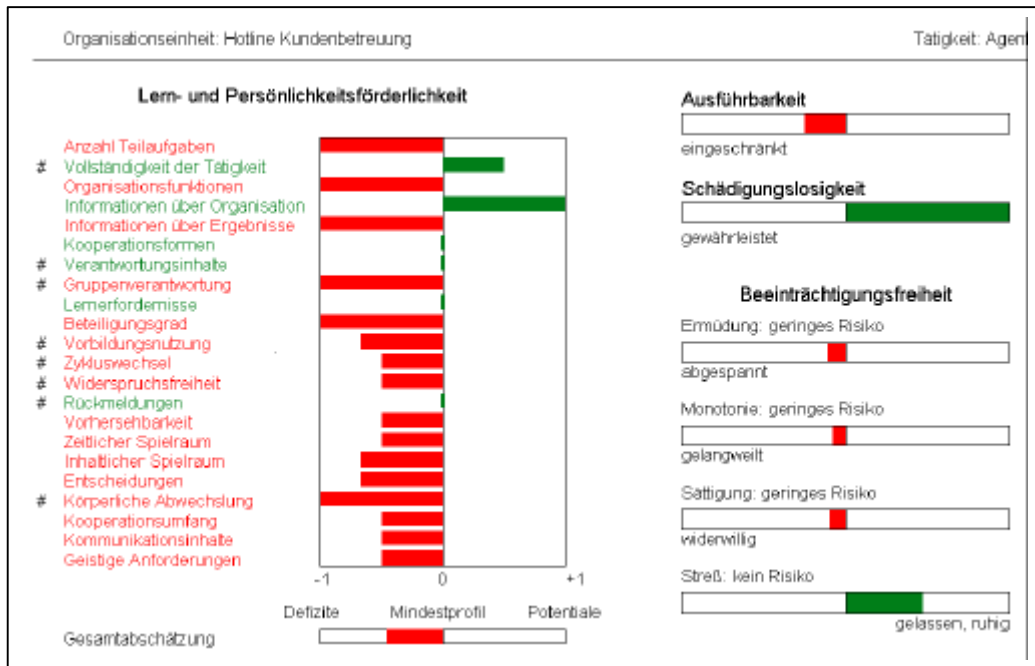 Organisationseinheit: Hotline Kundenbetreuung
Tätigkeit: Agent
Lern- und Persönlichkeitsförderlichkeit
Anzahl Teilaufgaben
# Vollständigkeit der Tätigkeit
Organisationsfunktionen
Informationen über Organisation
Informationen über Ergebnisse
Kooperationsformen
# Verantwortungsinhalte
# Gruppenverantwortung
Lernerfordernisse
Beteiligungsgrad
# Vorbildungsnutzung
# Zykluswechsel
# Widerspruchsfreiheit
# Rückmeldungen
Vorhersehbarkeit
Zeitlicher Spielraum
Inhaltlicher Spielraum
Entscheidungen
# Körperliche Abwechslung
Kooperationsumfang
Kommunikationsinhalte
Geistige Anforderungen
-1 0 +1
Defizite Mindestprofil Potentiale
Gesamtabschätzung
Ausführbarkeit
eingeschränkt
Schädigungslosigkeit
gewährleistet
Beeinträchtigungsfreiheit
Ermüdung: geringes Risiko
abgespannt
Monotonie: geringes Risiko
gelangweilt
Sättigung: geringes Risiko
widerwillig
Streß: kein Risiko
gelassen, ruhig